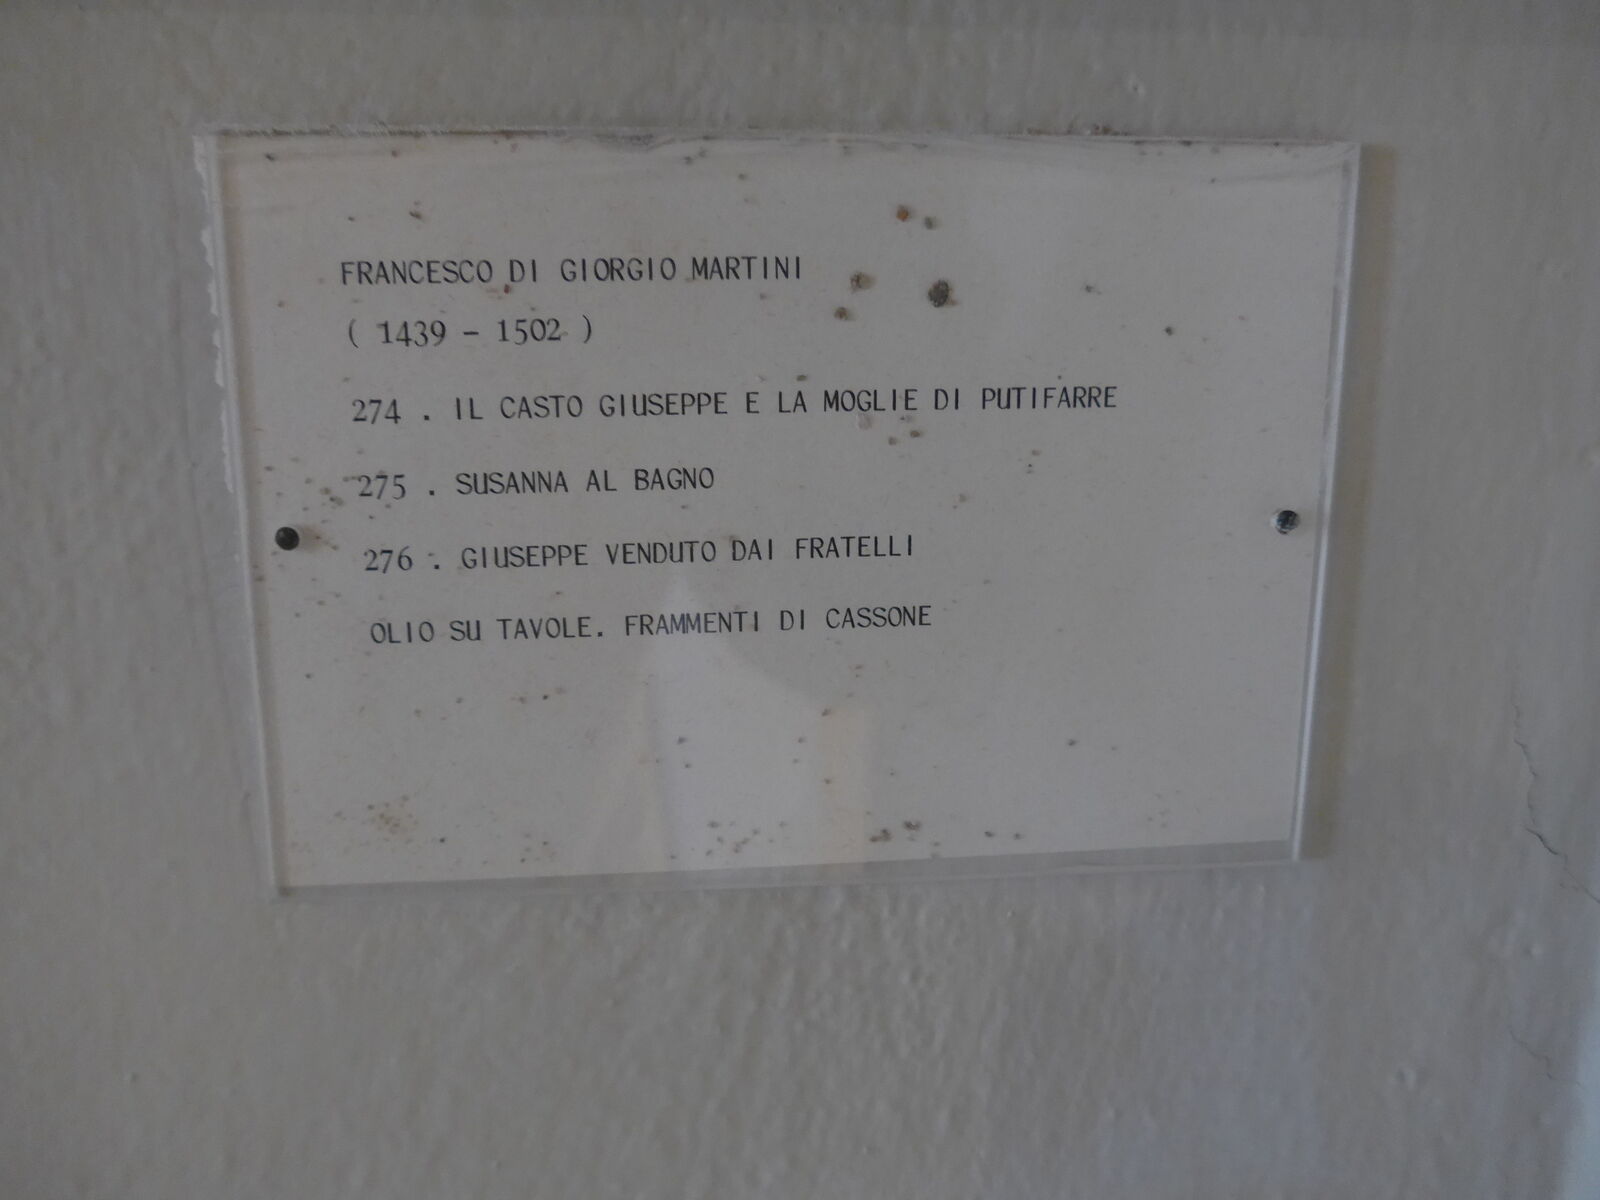 FRANCESCO DI GIORGIO MARTINI
( 1439 - 1502 )
274 . IL CASTO GIUSEPPE E LA MOGLIE DI PUTIFARRE
275 . SUSANNA AL BAGNO
276 . GIUSEPPE VENDUTO DAI FRATELLI
OLIO SU TAVOLE. FRAMMENTI DI CASSONE